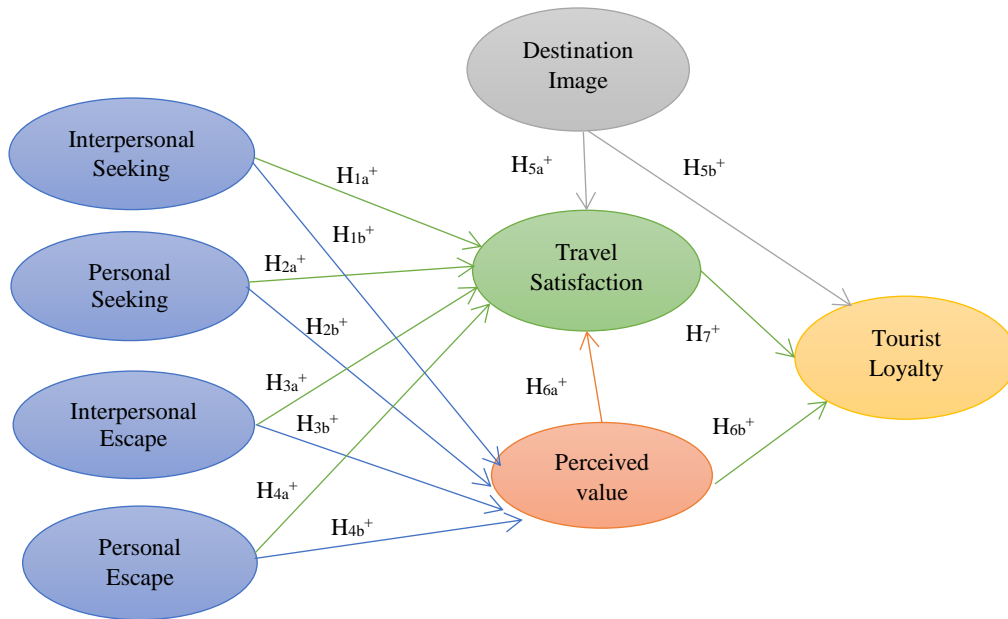 Destination
Image
Interpersonal
Seeking
H1a+
H5a+
H5b+
H1b+
Personal
Seeking
H2a+
Travel
Satisfaction
H2b+
H7+
Tourist
Loyalty
Interpersonal
Escape
H3a+
H3b+
H6a+
H6b+
Perceived
value
H4a+
H4b+
Personal
Escape